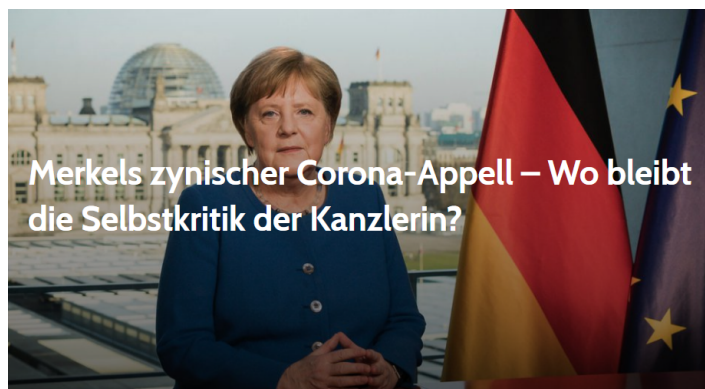 Merkels zynischer Corona-Appell – Wo bleibt
die Selbstkritik der Kanzlerin?